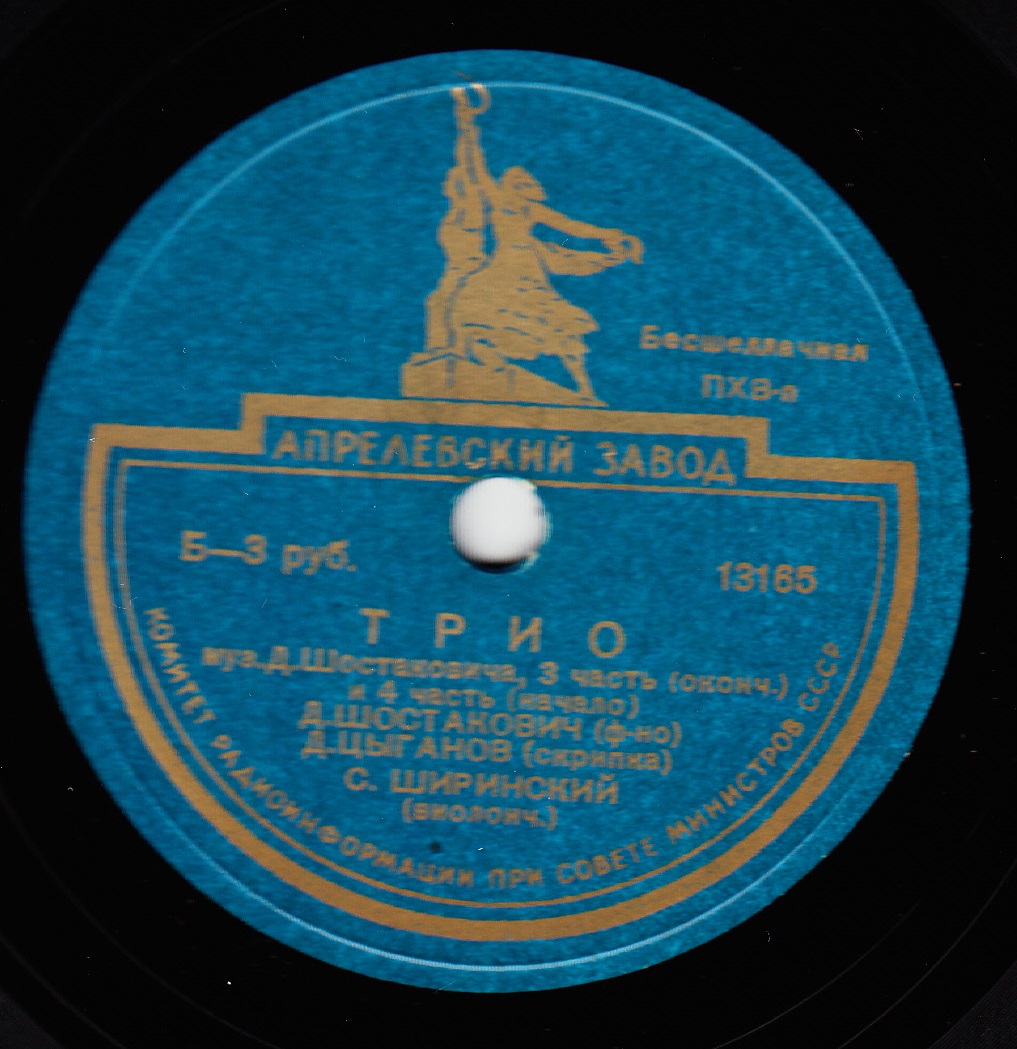 Бесшеллачная
ПХВ-п
АПРЕЛЕВСКИЙ ЗАВОД
Б—3 руб.
13165
ТРИО
муз.Д.Шостаковича, 3 часть (оконч.)
и 4 часть (начало)
Д.ШОСТАКОВИЧ (ф-но)
Д.ЦЫГАНОВ (скрипка)
С. ШИРИНСКИЙ
(виолонч.)
КОМИТЕТ РАДИОИНФОРМАЦИИ ПРИ СОВЕТЕ МИНИСТРОВ СССР